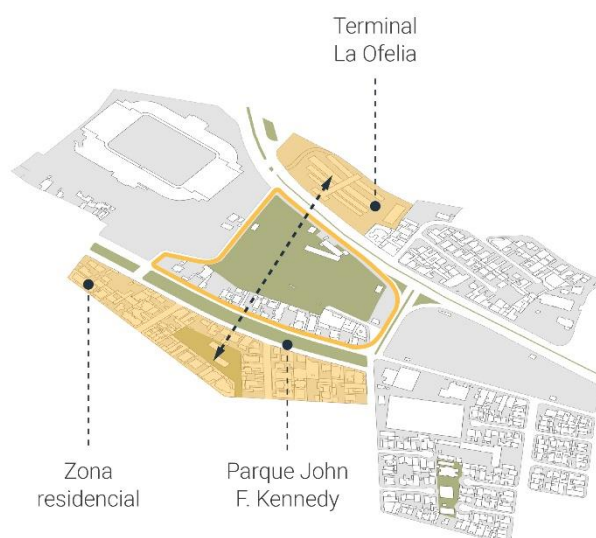 Terminal
La Ofelia
Zona
residencial
Parque John
F. Kennedy